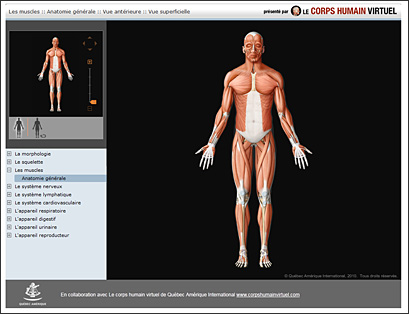 Les muscles :: Anatomie générale :: Vue antérieure :: Vue superficielle
présenté par LE CORPS HUMAIN VIRTUEL
La morphologie
Le squelette
Les muscles
Anatomie générale
Le système nerveux
Le système lymphatique
Le système cardiovasculaire
L'appareil respiratoire
L'appareil digestif
L'appareil urinaire
L'appareil reproducteur
© Québec Amérique International, 2010. Tous droits réservés.
QUÉBEC AMÉRIQUE
En collaboration avec Le corps humain virtuel de Québec Amérique International www.corpshumainvirtuel.com